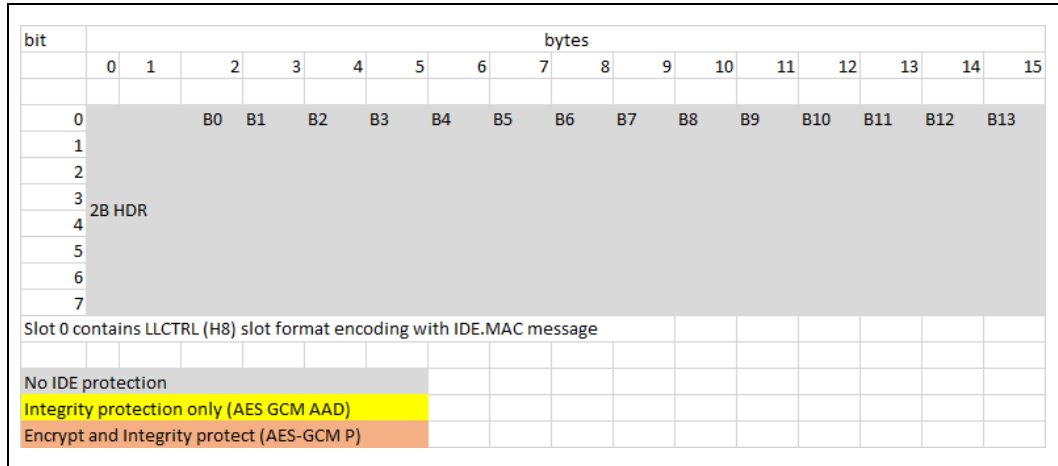 bit bytes
0 1 2 3 4 5 6 7 8 9 10 11 12 13 14 15
0 B0 B1 B2 B3 B4 B5 B6 B7 B8 B9 B10 B11 B12 B13
1
2
3
2B HDR
4
5
6
7
Slot 0 contains LLCTRL (H8) slot format encoding with IDE.MAC message
No IDE protection
Integrity protection only (AES GCM AAD)
Encrypt and Integrity protect (AES-GCM P)